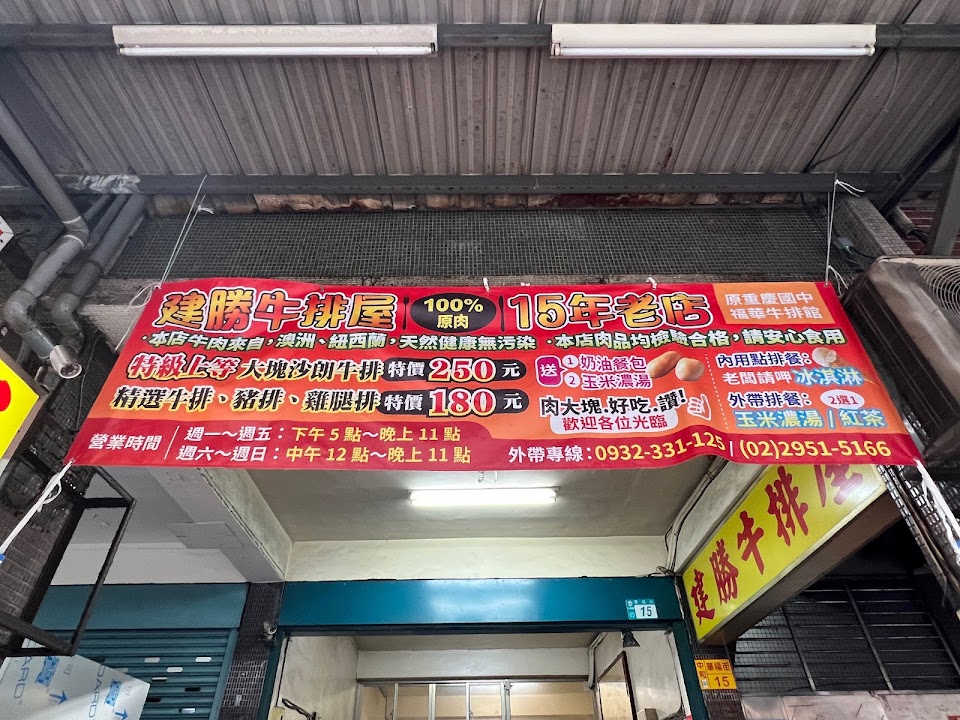 建勝牛排屋 100%原肉 15年老店
原重慶國中
福華牛排館
·本店牛肉來自,澳洲、紐西蘭,天然健康無污染 ·本店肉品均檢驗合格,請安心食用
特級上等 大塊沙朗牛排 特價 250 元
精選牛排、豬排、雞腿排 特價 180 元
送 1 奶油餐包
2 玉米濃湯
肉大塊.好吃.讚!
歡迎各位光臨
內用點排餐:
老闆請呷 冰淇淋
外帶排餐: 2選1
玉米濃湯 / 紅茶
營業時間
週一~週五:下午 5 點~晚上 11 點
週六~週日:中午 12 點~晚上 11 點
外帶專線:0932-331-125 / (02)2951-5166
建勝牛排屋
15
華福街
15